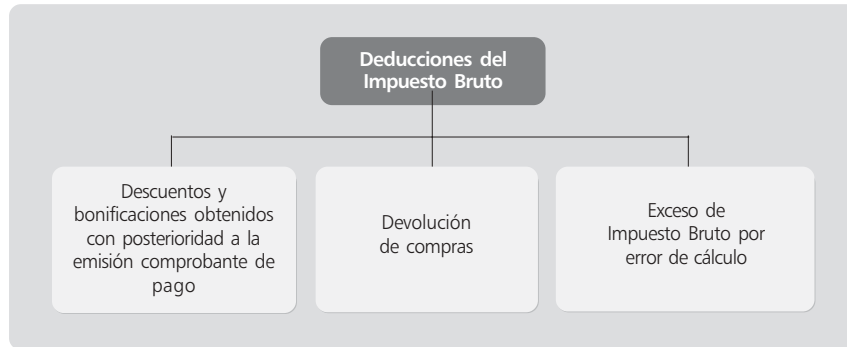 Deducciones del
Impuesto Bruto
Descuentos y
bonificaciones obtenidos
con posterioridad a la
emisión comprobante de
pago
Devolución
de compras
Exceso de
Impuesto Bruto por
error de cálculo